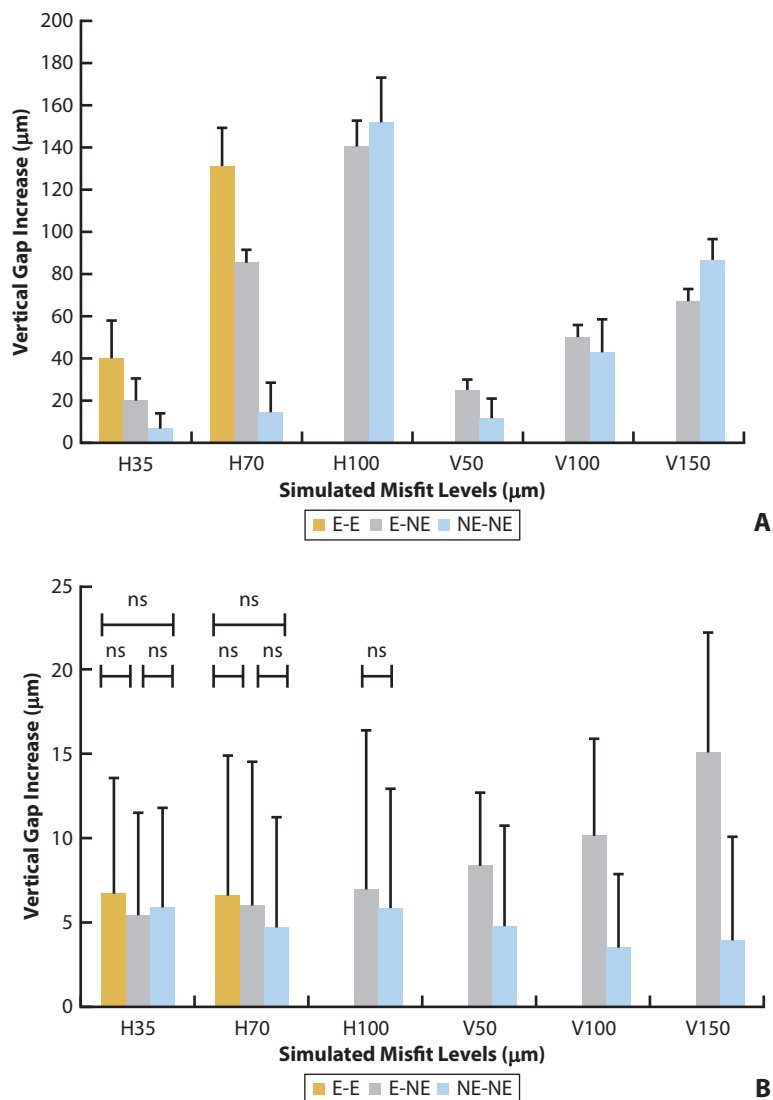 200
180
160
140
120
100
80
60
40
20
0
Vertical Gap Increase (μm)
H35 H70 H100 V50 V100 V150
Simulated Misfit Levels (μm)
E-E E-NE NE-NE
A
25
20
15
10
5
0
Vertical Gap Increase (μm)
ns ns
ns ns ns ns ns
H35 H70 H100 V50 V100 V150
Simulated Misfit Levels (μm)
E-E E-NE NE-NE
B